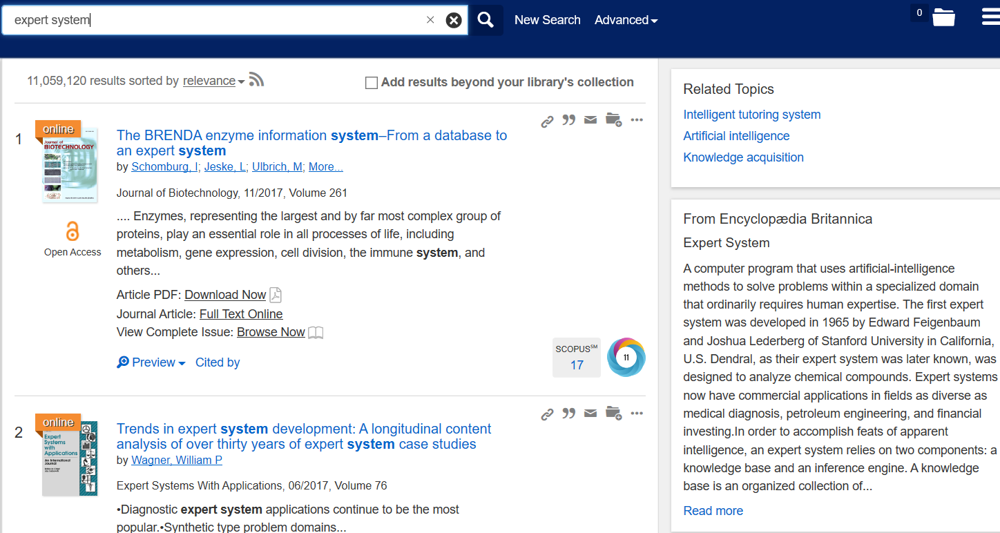 expert system
New Search
Advanced
0
11,059,120 results sorted by relevance
Add results beyond your library's collection
1
online
Journal of
BIOTECHNOLOGY
Open Access
The BRENDA enzyme information system–From a database to
an expert system
by Schomburg, I; Jeske, L; Ulbrich, M; More...
Journal of Biotechnology, 11/2017, Volume 261
.... Enzymes, representing the largest and by far most complex group of
proteins, play an essential role in all processes of life, including
metabolism, gene expression, cell division, the immune system, and
others...
Article PDF: Download Now
Journal Article: Full Text Online
View Complete Issue: Browse Now
Preview
Cited by
SCOPUS℠
17
11
2
online
Expert
Systems
with
Applications
An International
Journal
Trends in expert system development: A longitudinal content
analysis of over thirty years of expert system case studies
by Wagner, William P
Expert Systems With Applications, 06/2017, Volume 76
•Diagnostic expert system applications continue to be the most
popular.•Synthetic type problem domains...
Related Topics
Intelligent tutoring system
Artificial intelligence
Knowledge acquisition
From Encyclopædia Britannica
Expert System
A computer program that uses artificial-intelligence
methods to solve problems within a specialized domain
that ordinarily requires human expertise. The first expert
system was developed in 1965 by Edward Feigenbaum
and Joshua Lederberg of Stanford University in California,
U.S. Dendral, as their expert system was later known, was
designed to analyze chemical compounds. Expert systems
now have commercial applications in fields as diverse as
medical diagnosis, petroleum engineering, and financial
investing.In order to accomplish feats of apparent
intelligence, an expert system relies on two components: a
knowledge base and an inference engine. A knowledge
base is an organized collection of...
Read more